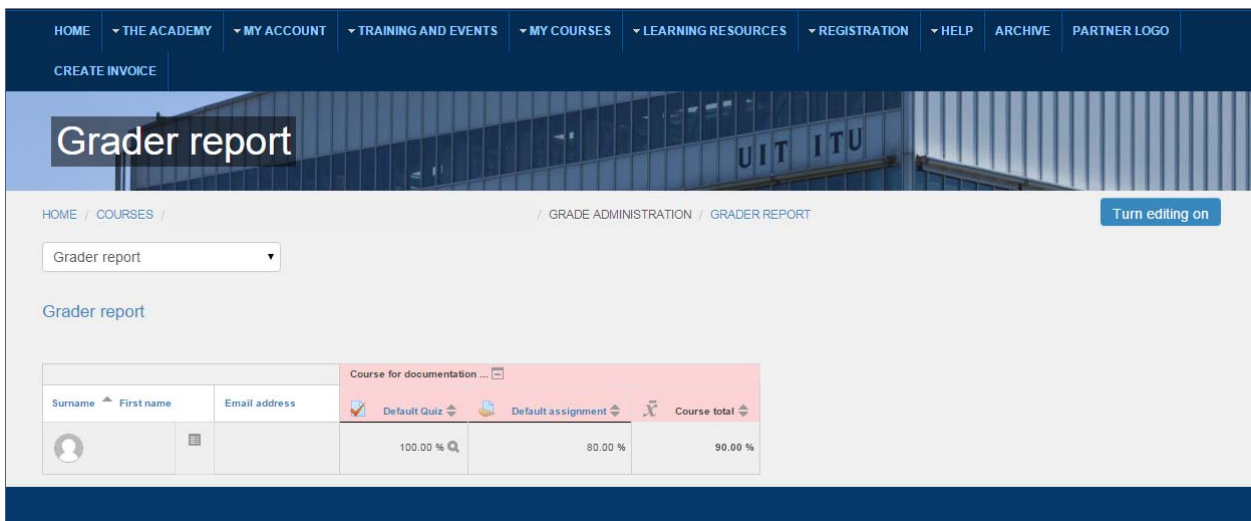 HOME THE ACADEMY MY ACCOUNT TRAINING AND EVENTS MY COURSES LEARNING RESOURCES REGISTRATION HELP ARCHIVE PARTNER LOGO
CREATE INVOICE
Grader report
UIT ITU
HOME / COURSES / / GRADE ADMINISTRATION / GRADER REPORT
Turn editing on
Grader report
Grader report
Course for documentation ...
Surname First name Email address Default Quiz Default assignment x̄ Course total
100.00 % 80.00 % 90.00 %